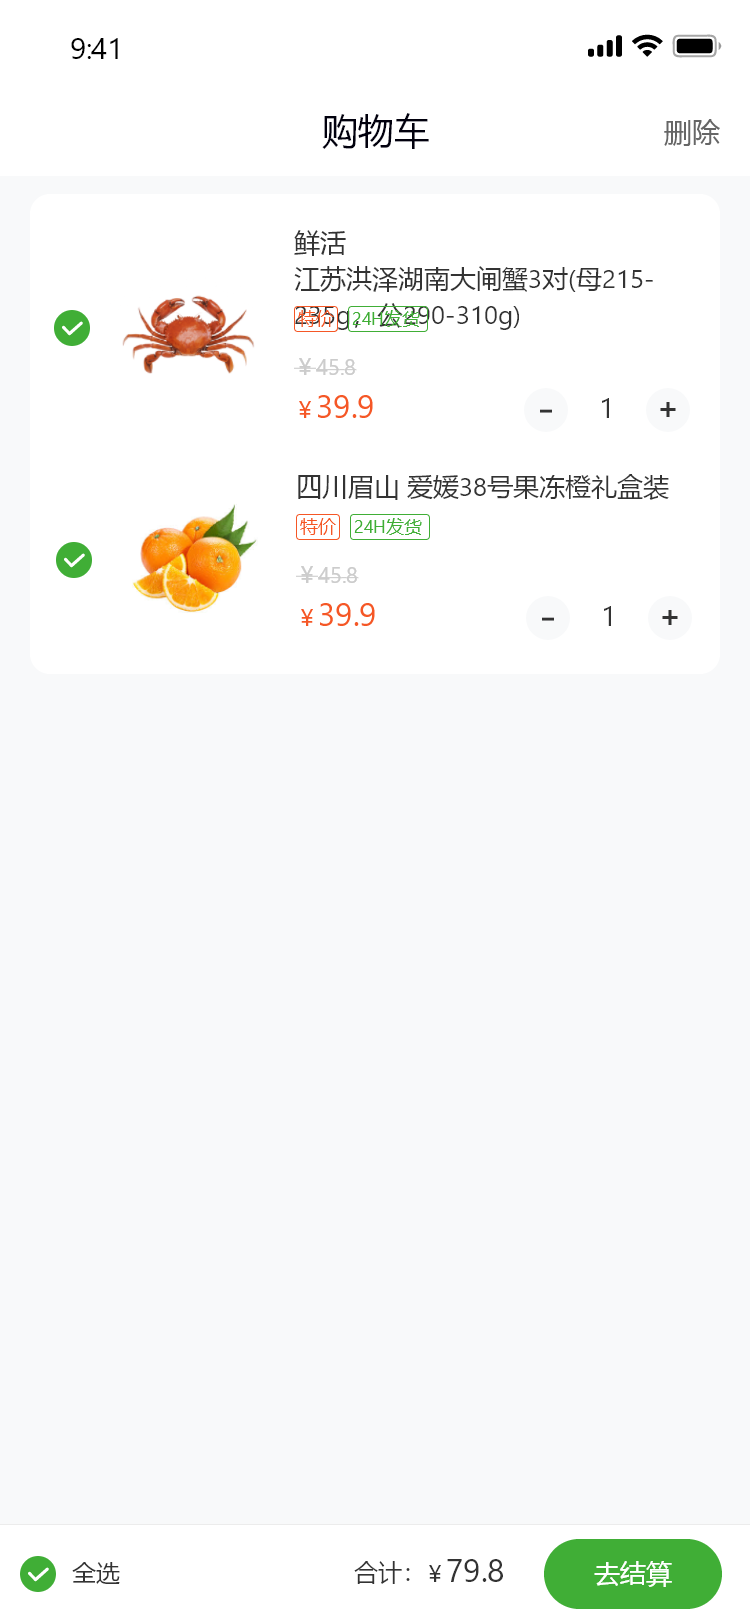 9:41
购物车
删除
鲜活
江苏洪泽湖南大闸蟹3对(母215-
235g，公290-310g)
特价 24H发货
¥45.8
¥39.9
- 1 +
四川眉山 爱媛38号果冻橙礼盒装
特价 24H发货
¥45.8
¥39.9
- 1 +
全选
合计：¥79.8
去结算